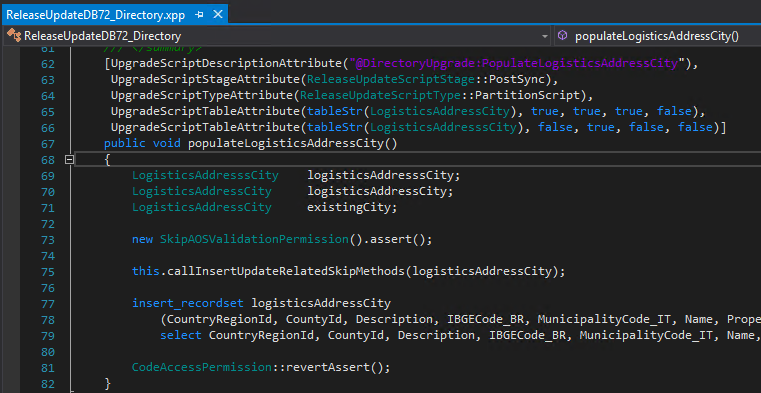 ReleaseUpdateDB72_Directory.xpp
ReleaseUpdateDB72_Directory populateLogisticsAddressCity()
61 /// </summary>
62 [UpgradeScriptDescriptionAttribute("@DirectoryUpgrade:PopulateLogisticsAddressCity"),
63 UpgradeScriptStageAttribute(ReleaseUpdateScriptStage::PostSync),
64 UpgradeScriptTypeAttribute(ReleaseUpdateScriptType::PartitionScript),
65 UpgradeScriptTableAttribute(tableStr(LogisticsAddressCity), true, true, true, false),
66 UpgradeScriptTableAttribute(tableStr(LogisticsAddresssCity), false, true, false, false)]
67 public void populateLogisticsAddressCity()
68 {
69 LogisticsAddresssCity logisticsAddresssCity;
70 LogisticsAddressCity logisticsAddressCity;
71 LogisticsAddressCity existingCity;
72
73 new SkipAOSValidationPermission().assert();
74
75 this.callInsertUpdateRelatedSkipMethods(logisticsAddressCity);
76
77 insert_recordset logisticsAddressCity
78 (CountryRegionId, CountyId, Description, IBGECode_BR, MunicipalityCode_IT, Name, Prope
79 select CountryRegionId, CountyId, Description, IBGECode_BR, MunicipalityCode_IT, Name,
80
81 CodeAccessPermission::revertAssert();
82 }